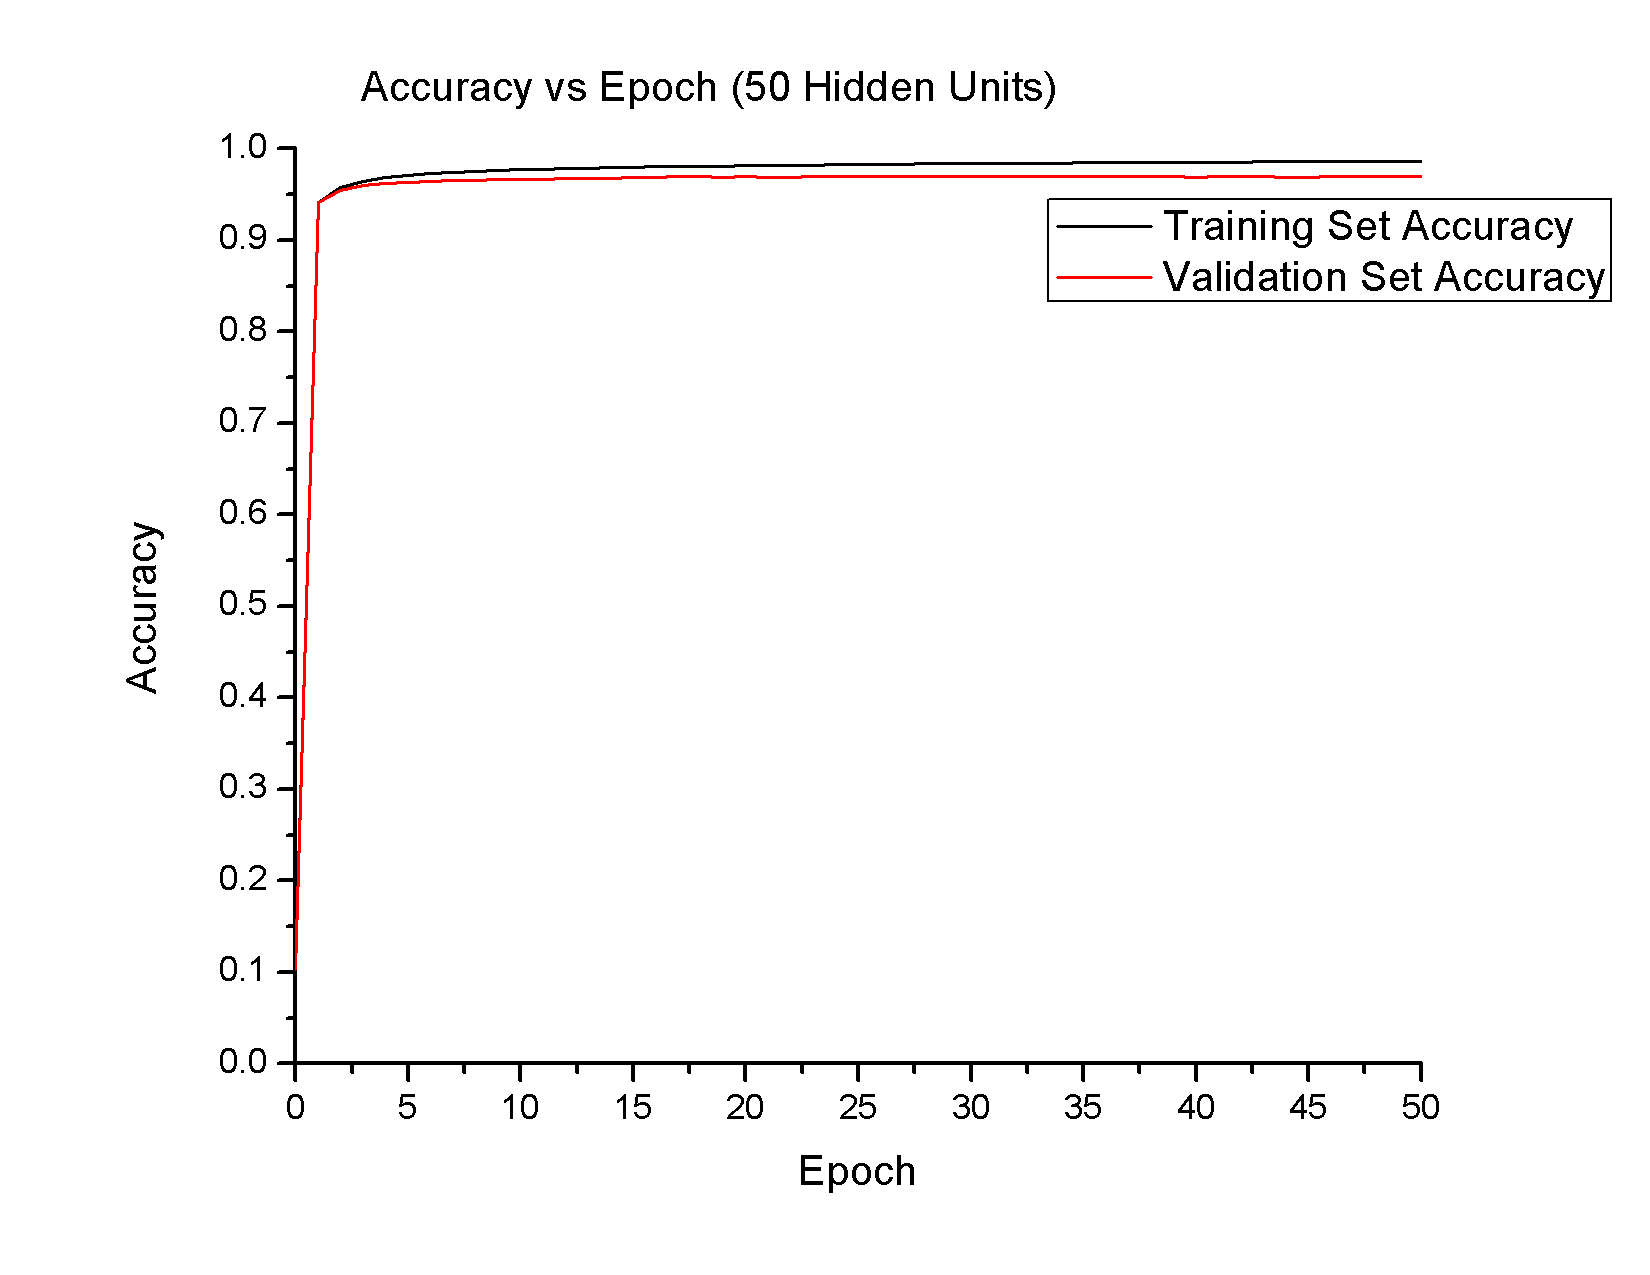 Accuracy vs Epoch (50 Hidden Units)
1.0
0.9
0.8
0.7
0.6
0.5
0.4
0.3
0.2
0.1
0.0
Accuracy
Training Set Accuracy
Validation Set Accuracy
0 5 10 15 20 25 30 35 40 45 50
Epoch